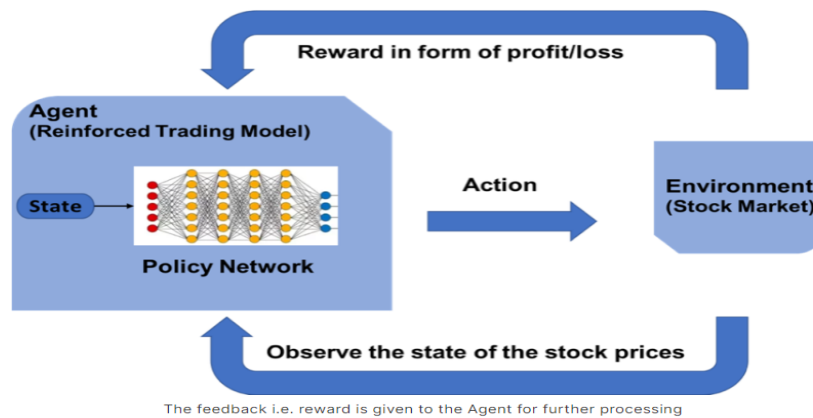 Reward in form of profit/loss
Agent
(Reinforced Trading Model)
State
Policy Network
Action
Environment
(Stock Market)
Observe the state of the stock prices
The feedback i.e. reward is given to the Agent for further processing